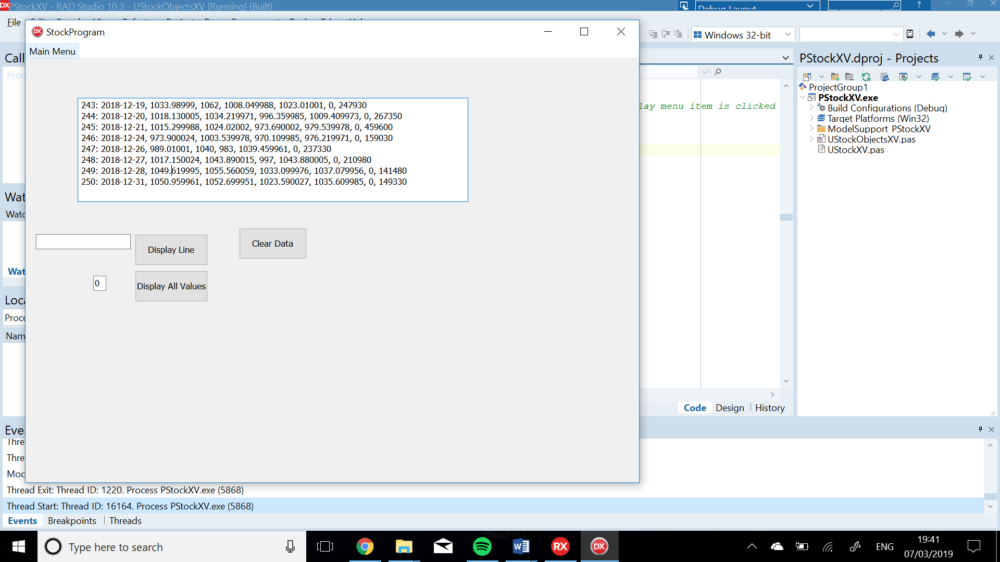 PStockXV - RAD Studio 10.3 - UStockObjectsXV [Running] [Built]
Debug Layout
?
File
StockProgram
Main Menu
Windows 32-bit
PStockXV.dproj - Projects
ProjectGroup1
PStockXV.exe
Build Configurations (Debug)
Target Platforms (Win32)
ModelSupport_PStockXV
UStockObjectsXV.pas
UStockXV.pas
Call
Proc
243: 2018-12-19, 1033.98999, 1062, 1008.049988, 1023.01001, 0, 247930
244: 2018-12-20, 1018.130005, 1034.219971, 996.359985, 1009.409973, 0, 267350
245: 2018-12-21, 1015.299988, 1024.02002, 973.690002, 979.539978, 0, 459600
246: 2018-12-24, 973.900024, 1003.539978, 970.109985, 976.219971, 0, 159030
247: 2018-12-26, 989.01001, 1040, 983, 1039.459961, 0, 237330
248: 2018-12-27, 1017.150024, 1043.890015, 997, 1043.880005, 0, 210980
249: 2018-12-28, 1049.619995, 1055.560059, 1033.099976, 1037.079956, 0, 141480
250: 2018-12-31, 1050.959961, 1052.699951, 1023.590027, 1035.609985, 0, 149330
lay menu item is clicked
Wat
Watc
Display Line
Clear Data
Wat
0
Display All Values
Loca
Proce
Nam
Code
Design
History
Eve
Thre
Thre
Mod
Thread Exit: Thread ID: 1220. Process PStockXV.exe (5868)
Thread Start: Thread ID: 16164. Process PStockXV.exe (5868)
Events
Breakpoints
Threads
Type here to search
RX
DX
ENG
19:41
07/03/2019